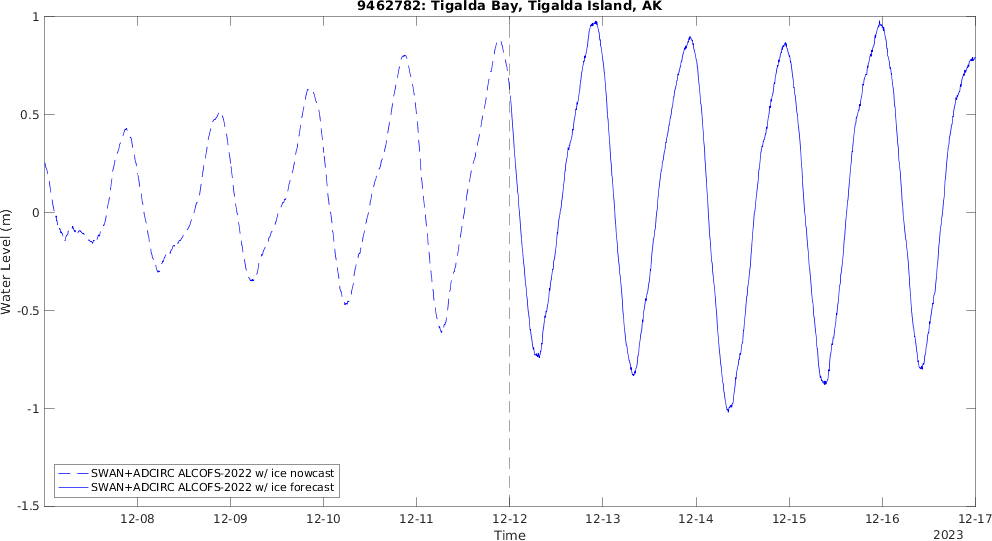 9462782: Tigalda Bay, Tigalda Island, AK
1
0.5
0
-0.5
-1
-1.5
Water Level (m)
SWAN+ADCIRC ALCOFS-2022 w/ ice nowcast
SWAN+ADCIRC ALCOFS-2022 w/ ice forecast
12-08 12-09 12-10 12-11 12-12 12-13 12-14 12-15 12-16 12-17
Time
2023